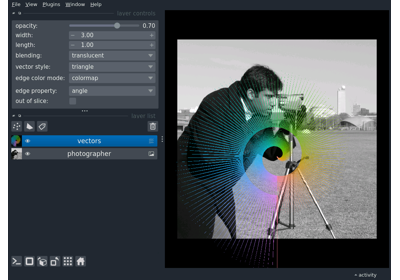 File View Plugins Window Help
layer controls
opacity: 0.70
width: − 3.00 +
length: − 1.00 +
blending: translucent
vector style: triangle
edge color mode: colormap
edge property: angle
out of slice:
layer list
vectors
photographer
activity